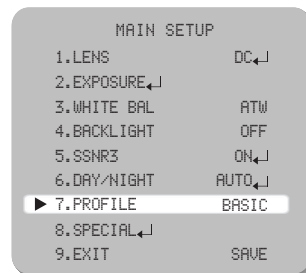 MAIN SETUP
1.LENS DC↵
2.EXPOSURE↵
3.WHITE BAL ATW
4.BACKLIGHT OFF
5.SSNR3 ON↵
6.DAY/NIGHT AUTO↵
▶ 7.PROFILE BASIC
8.SPECIAL↵
9.EXIT SAVE